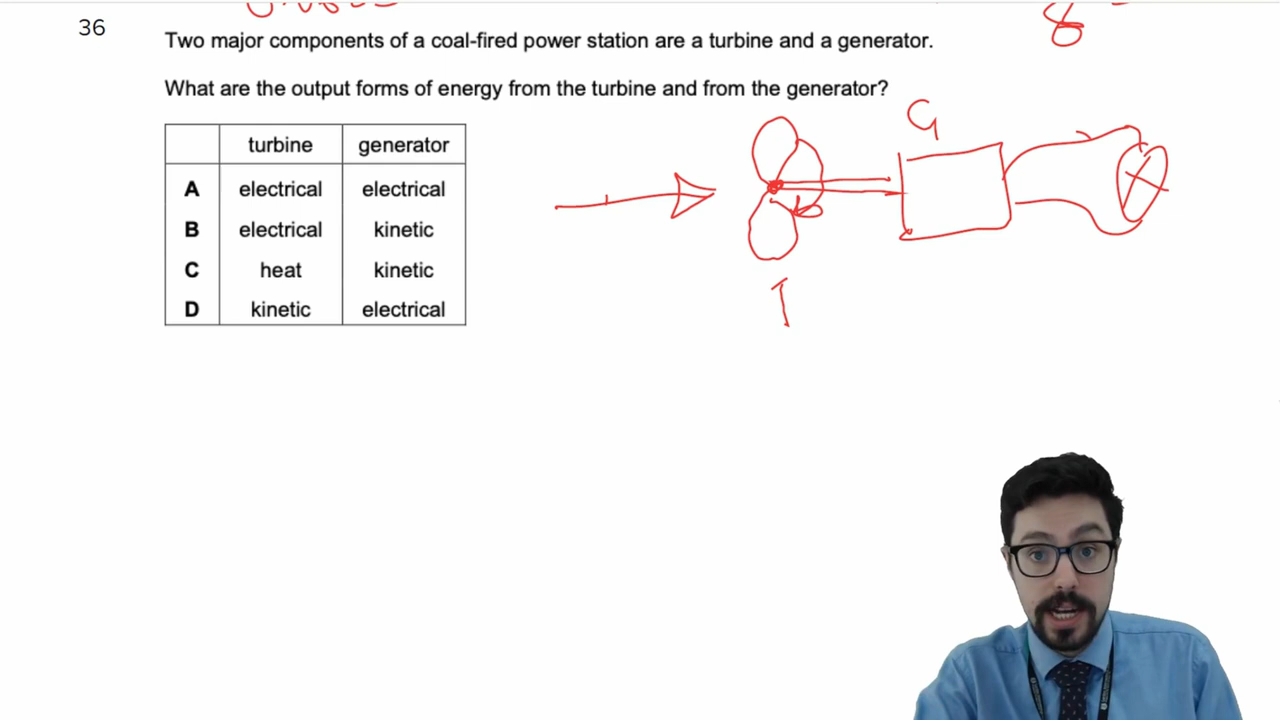 8
36
Two major components of a coal-fired power station are a turbine and a generator.
What are the output forms of energy from the turbine and from the generator?
turbine generator
A electrical electrical
B electrical kinetic
C heat kinetic
D kinetic electrical
G
T